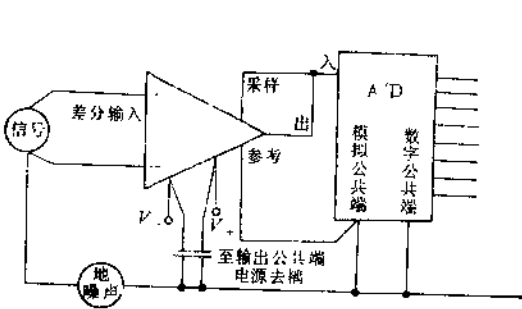 入
采样
A/D
差分输入
信号
出
参考
模拟公共端
数字公共端
V-
V+
至输出公共端
电源去耦
地
噪声